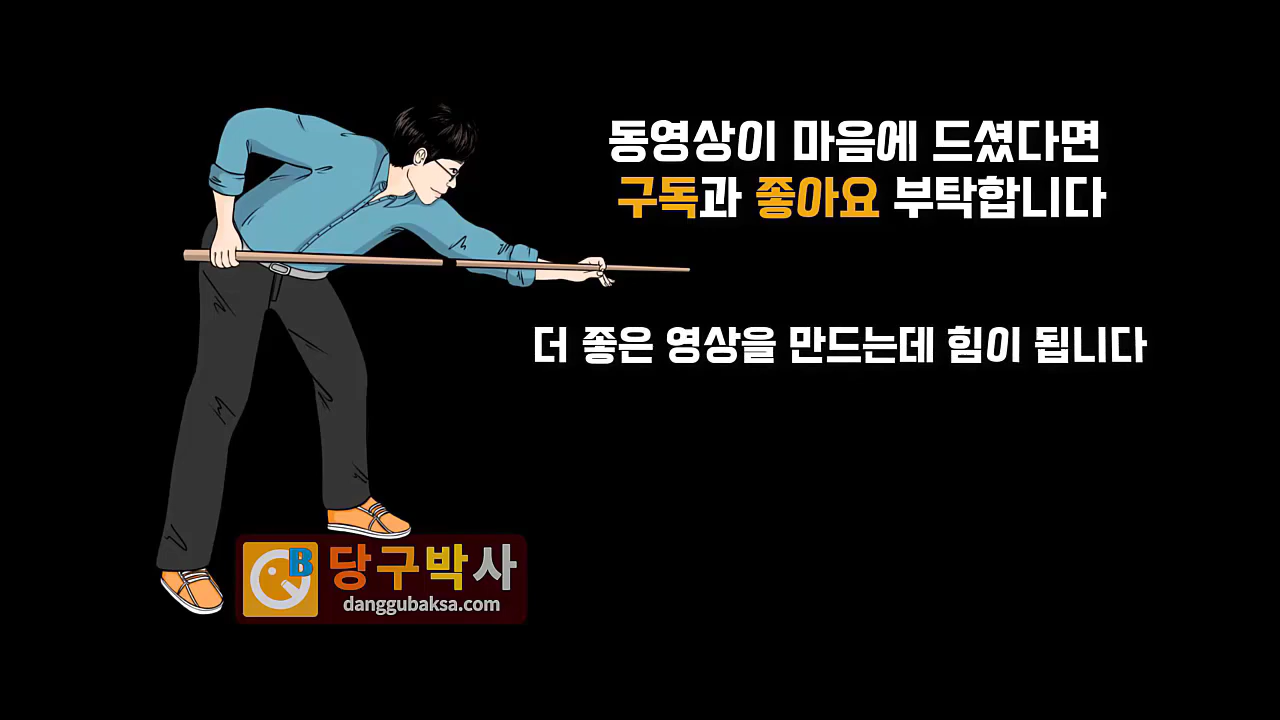 동영상이 마음에 드셨다면
구독과 좋아요 부탁합니다
더 좋은 영상을 만드는데 힘이 됩니다
B
당구박사
danggubaksa.com